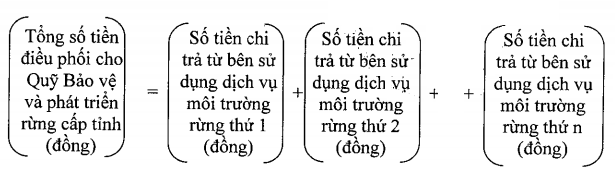 Tổng số tiền
điều phối cho
Quỹ Bảo vệ
và phát triển
rừng cấp tỉnh
(đồng)
=
Số tiền chi
trả từ bên sử
dụng dịch vụ
môi trường
rừng thứ 1
(đồng)
+
Số tiền chi
trả từ bên sử
dụng dịch vụ
môi trường
rừng thứ 2
(đồng)
+ +
Số tiền chi
trả từ bên sử
dụng dịch vụ
môi trường
rừng thứ n
(đồng)